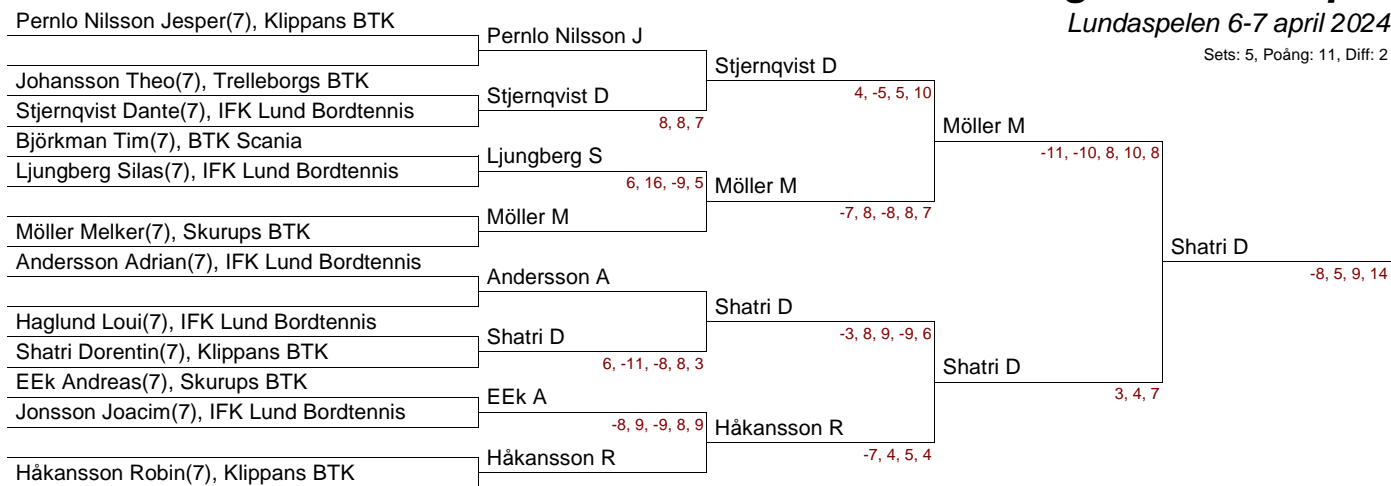 Lundaspelen 6-7 april 2024
Sets: 5, Poäng: 11, Diff: 2
Pernlo Nilsson Jesper(7), Klippans BTK
Johansson Theo(7), Trelleborgs BTK
Stjernqvist Dante(7), IFK Lund Bordtennis
Björkman Tim(7), BTK Scania
Ljungberg Silas(7), IFK Lund Bordtennis
Möller Melker(7), Skurups BTK
Andersson Adrian(7), IFK Lund Bordtennis
Haglund Loui(7), IFK Lund Bordtennis
Shatri Dorentin(7), Klippans BTK
EEk Andreas(7), Skurups BTK
Jonsson Joacim(7), IFK Lund Bordtennis
Håkansson Robin(7), Klippans BTK
Pernlo Nilsson J
Stjernqvist D
8, 8, 7
Ljungberg S
6, 16, -9, 5
Möller M
Andersson A
Shatri D
6, -11, -8, 8, 3
EEk A
-8, 9, -9, 8, 9
Håkansson R
Stjernqvist D
4, -5, 5, 10
Möller M
-7, 8, -8, 8, 7
Shatri D
-3, 8, 9, -9, 6
Håkansson R
-7, 4, 5, 4
Möller M
-11, -10, 8, 10, 8
Shatri D
3, 4, 7
Shatri D
-8, 5, 9, 14